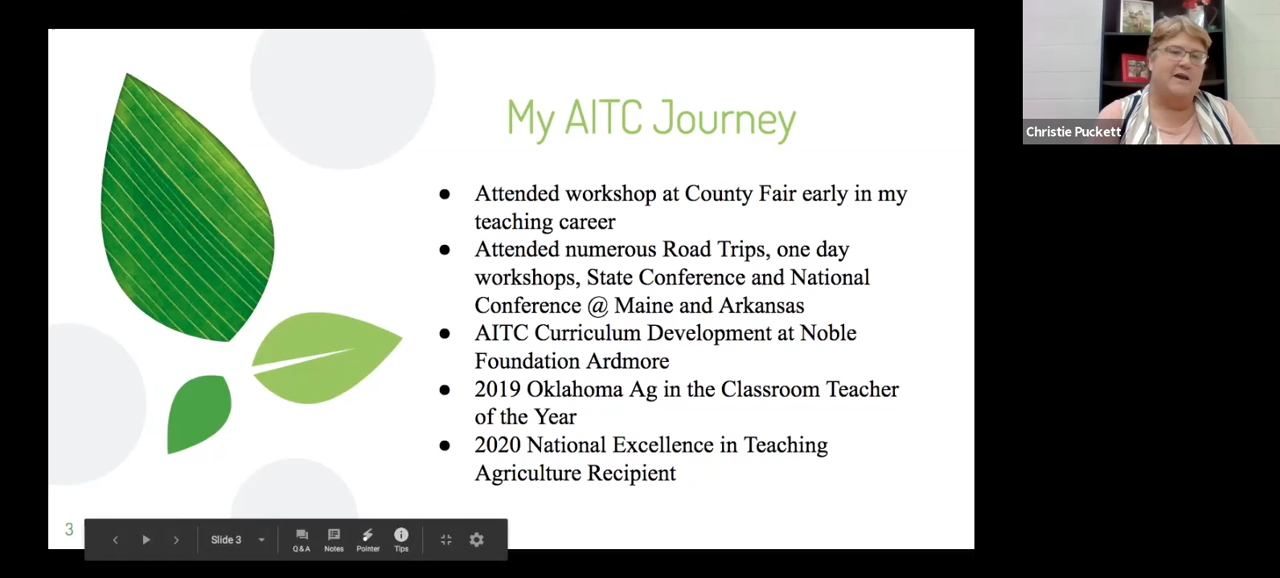 My AITC Journey
● Attended workshop at County Fair early in my
teaching career
● Attended numerous Road Trips, one day
workshops, State Conference and National
Conference @ Maine and Arkansas
● AITC Curriculum Development at Noble
Foundation Ardmore
● 2019 Oklahoma Ag in the Classroom Teacher
of the Year
● 2020 National Excellence in Teaching
Agriculture Recipient
3
Slide 3
Q&A Notes Pointer Tips
Christie Puckett